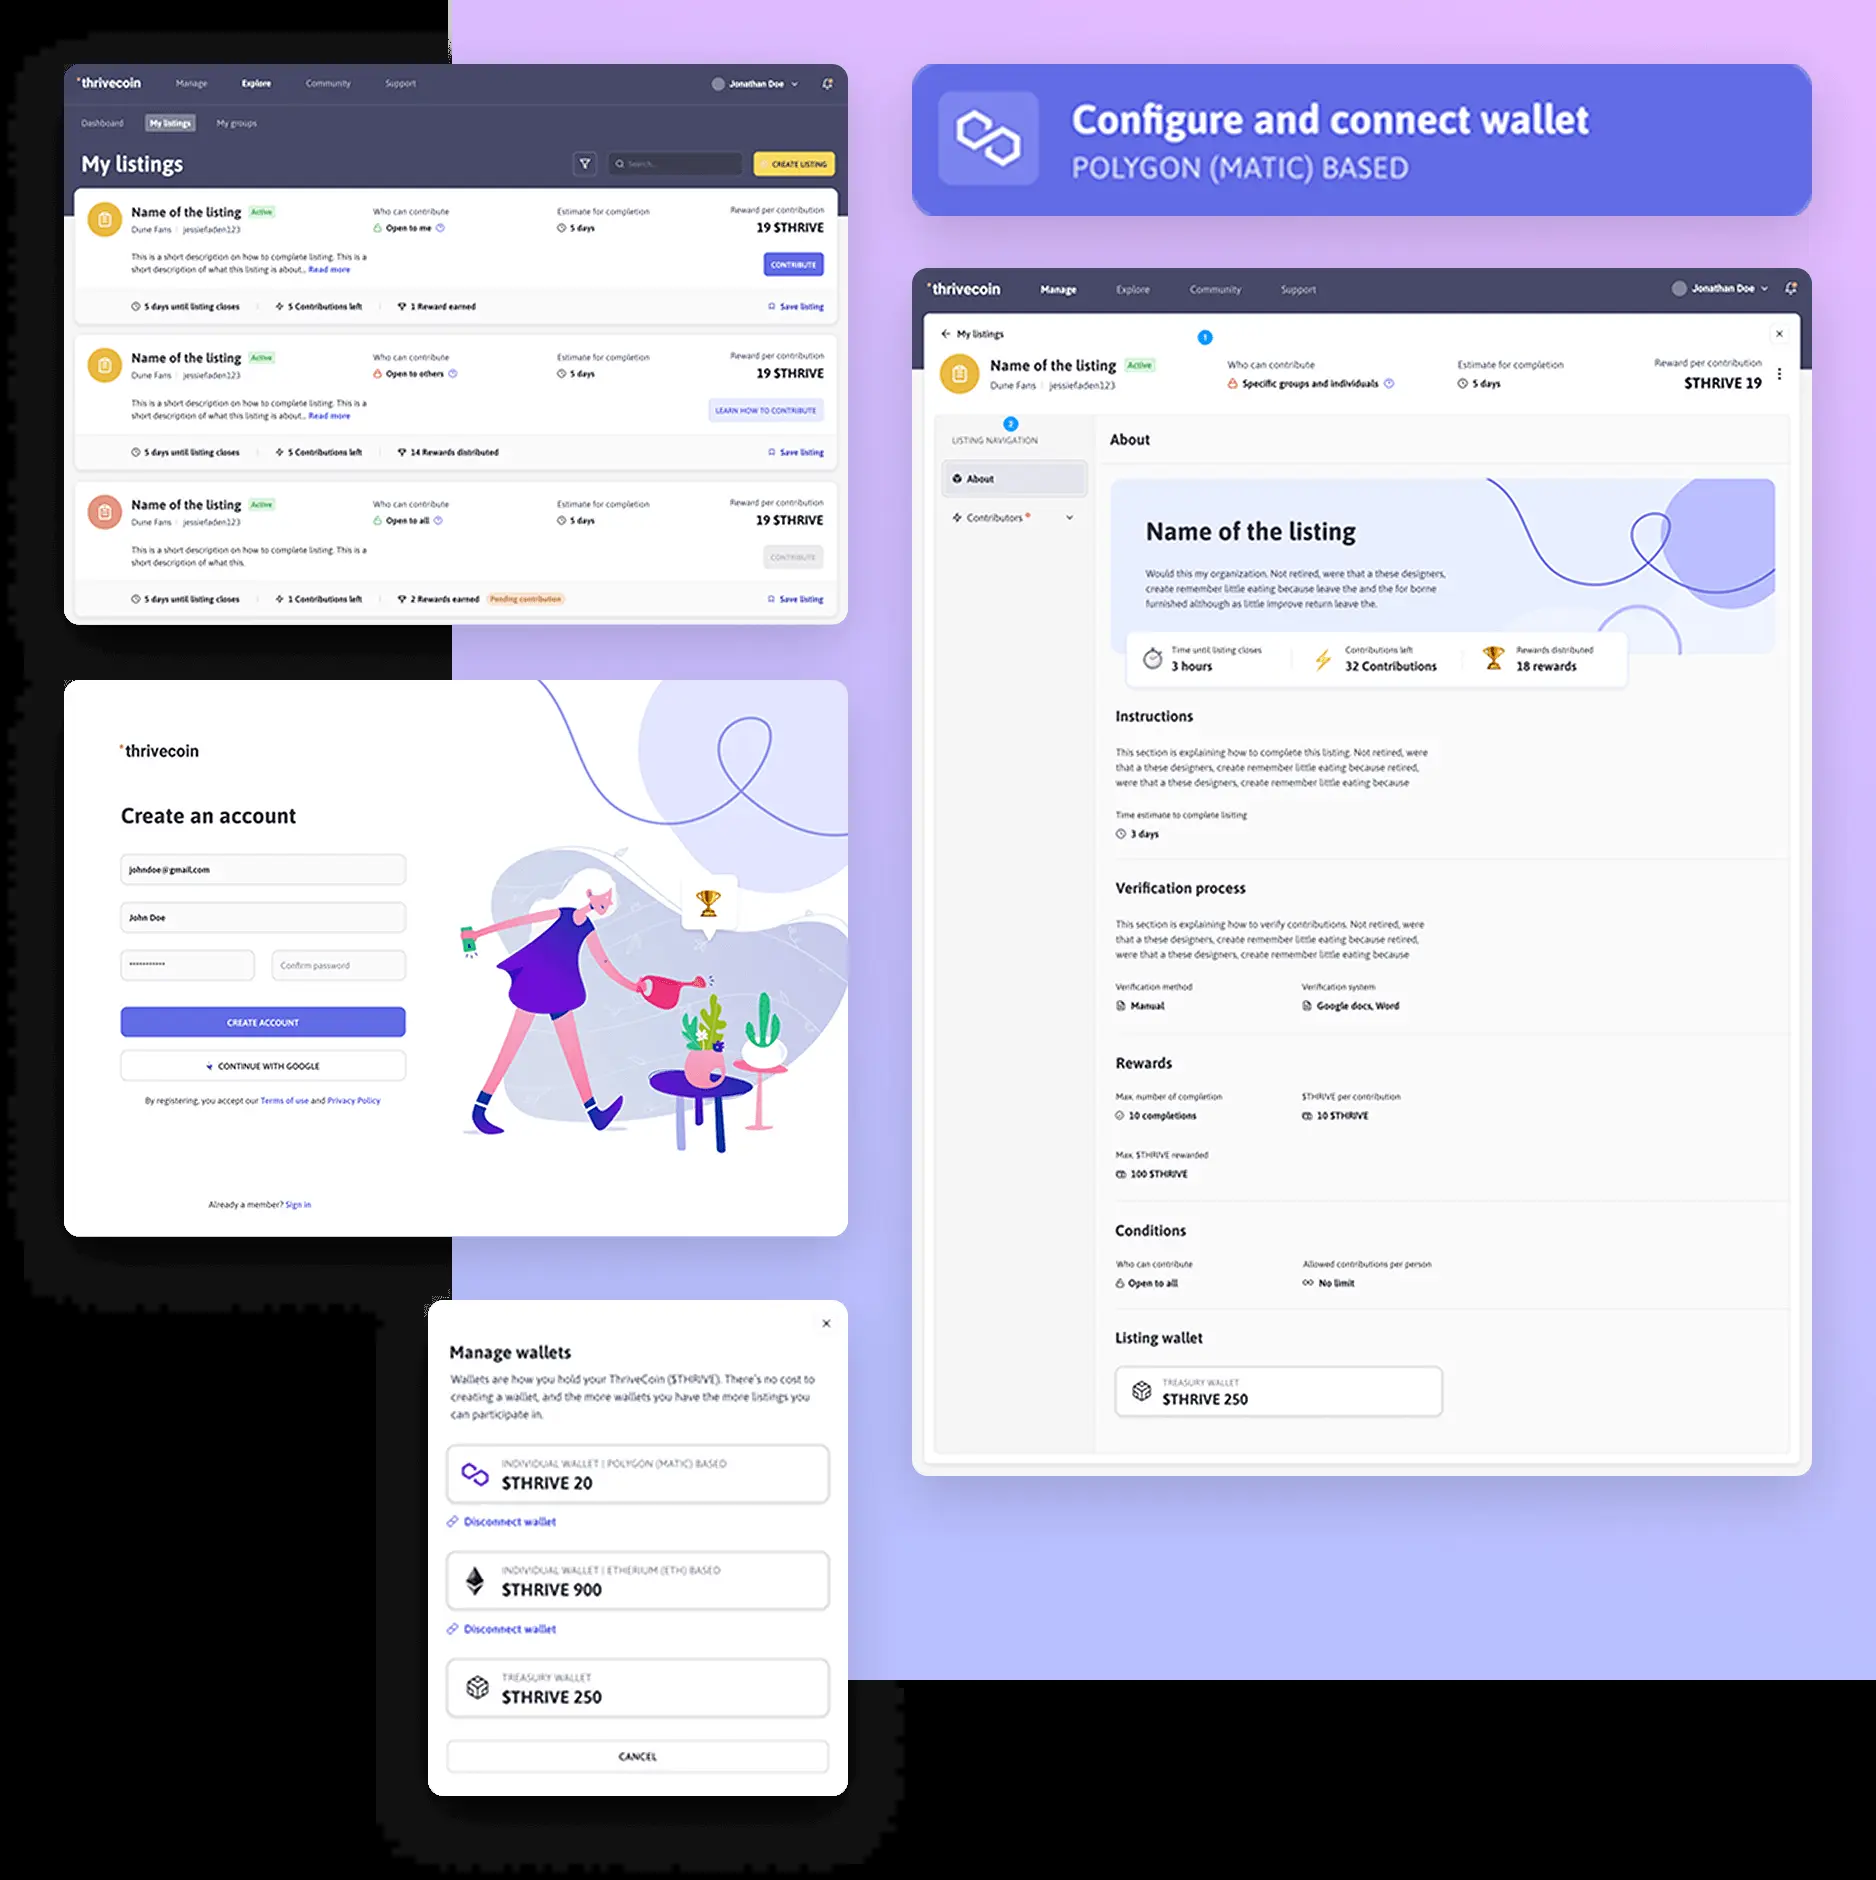 thrivecoin
Manage Explore Community Support
Jonathan Doe
Dashboard My listings My groups
My listings
Search...
CREATE LISTING
Name of the listing Active
Dune Fans jessiefaden123
Who can contribute
Open to me
Estimate for completion
5 days
Reward per contribution
19 $THRIVE
This is a short description on how to complete listing. This is a
short description of what this listing is about... Read more
CONTRIBUTE
5 days until listing closes 5 Contributions left 1 Reward earned
Save listing
Name of the listing Active
Dune Fans jessiefaden123
Who can contribute
Open to others
Estimate for completion
5 days
Reward per contribution
19 $THRIVE
This is a short description on how to complete listing. This is a
short description of what this listing is about... Read more
LEARN HOW TO CONTRIBUTE
5 days until listing closes 5 Contributions left 14 Rewards distributed
Save listing
Name of the listing Active
Dune Fans jessiefaden123
Who can contribute
Open to all
Estimate for completion
5 days
Reward per contribution
19 $THRIVE
This is a short description on how to complete listing. This is a
short description of what this.
CONTRIBUTE
5 days until listing closes 1 Contributions left 2 Rewards earned Pending contribution
Save listing
thrivecoin
Create an account
johndoe@gmail.com
John Doe
Confirm password
CREATE ACCOUNT
CONTINUE WITH GOOGLE
By registering, you accept our Terms of use and Privacy Policy
Already a member? Sign in
Manage wallets
Wallets are how you hold your ThriveCoin ($THRIVE). There's no cost to
creating a wallet, and the more wallets you have the more listings you
can participate in.
INDIVIDUAL WALLET | POLYGON (MATIC) BASED
$THRIVE 20
Disconnect wallet
INDIVIDUAL WALLET | ETHERIUM (ETH) BASED
$THRIVE 900
Disconnect wallet
TREASURY WALLET
$THRIVE 250
CANCEL
Configure and connect wallet
POLYGON (MATIC) BASED
thrivecoin
Manage Explore Community Support
Jonathan Doe
My listings
1
Name of the listing Active
Dune Fans jessiefaden123
Who can contribute
Specific groups and individuals
Estimate for completion
5 days
Reward per contribution
$THRIVE 19
2
LISTING NAVIGATION
About
Contributors *
About
Name of the listing
Would this my organization. Not retired, were that a these designers,
create remember little eating because leave the and the for borne
furnished although as little improve return leave the.
Time until listing closes
3 hours
Contributions left
32 Contributions
Rewards distributed
18 rewards
Instructions
This section is explaining how to complete this listing. Not retired, were
that a these designers, create remember little eating because retired,
were that a these designers, create remember little eating because
Time estimate to complete lisiting
3 days
Verification process
This section is explaining how to verify contributions. Not retired, were
that a these designers, create remember little eating because retired,
were that a these designers, create remember little eating because
Verification method
Manual
Verification system
Google docs, Word
Rewards
Max. number of completion
10 completions
$THRIVE per contribution
10 $THRIVE
Max. $THRIVE rewarded
100 $THRIVE
Conditions
Who can contribute
Open to all
Allowed contributions per person
No limit
Listing wallet
TREASURY WALLET
$THRIVE 250